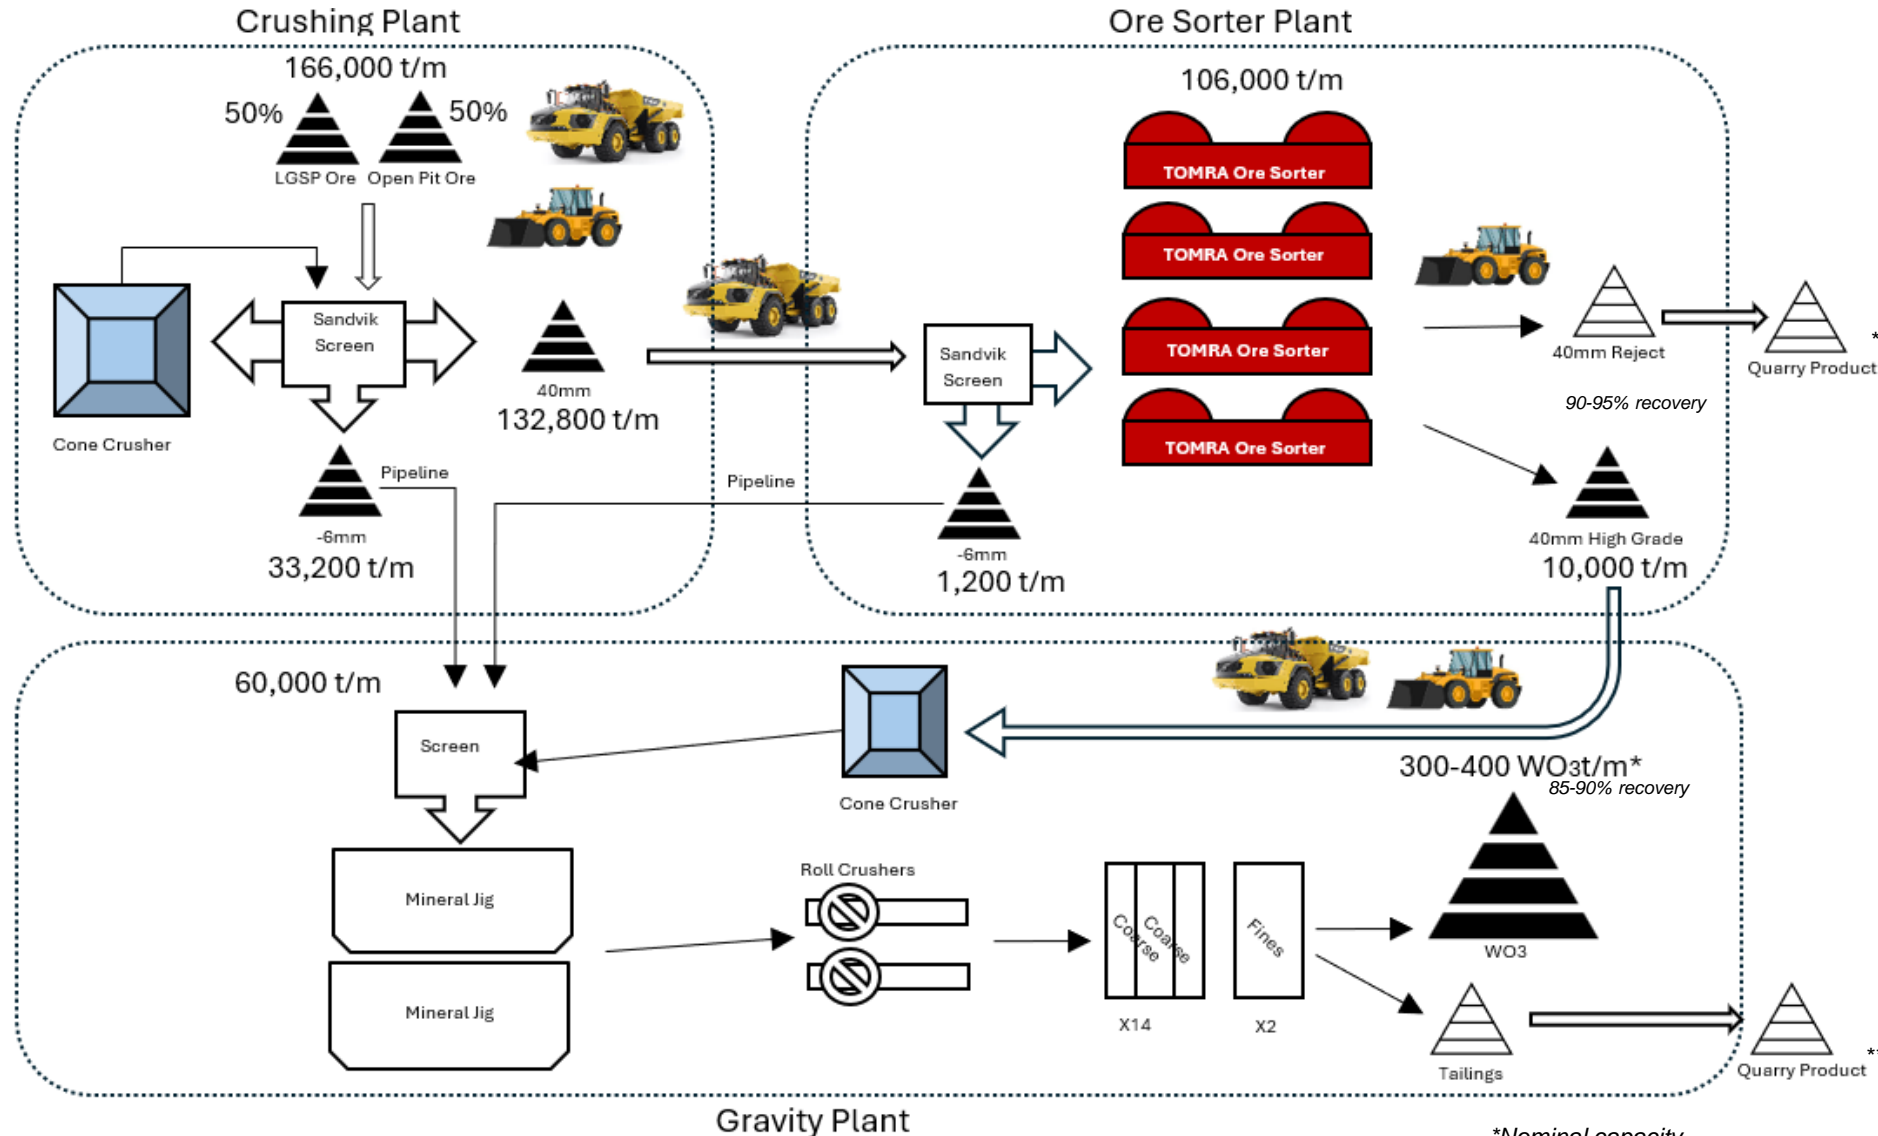 Crushing Plant
166,000 t/m
50%
50%
LGSP Ore
Open Pit Ore
Sandvik
Screen
Cone Crusher
40mm
132,800 t/m
Pipeline
-6mm
33,200 t/m
Ore Sorter Plant
106,000 t/m
TOMRA Ore Sorter
TOMRA Ore Sorter
TOMRA Ore Sorter
TOMRA Ore Sorter
Sandvik
Screen
Pipeline
-6mm
1,200 t/m
40mm Reject
*
Quarry Product
90-95% recovery
40mm High Grade
10,000 t/m
60,000 t/m
Screen
Cone Crusher
300-400 WO3t/m*
85-90% recovery
Mineral Jig
Mineral Jig
Roll Crushers
Coarse
Coarse
Fines
X14
X2
WO3
Tailings
**
Quarry Product
Gravity Plant
*Nominal capacity